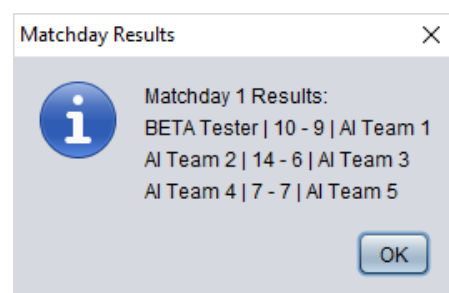 Matchday Results
Matchday 1 Results:
BETA Tester | 10 - 9 | AI Team 1
AI Team 2 | 14 - 6 | AI Team 3
AI Team 4 | 7 - 7 | AI Team 5
OK